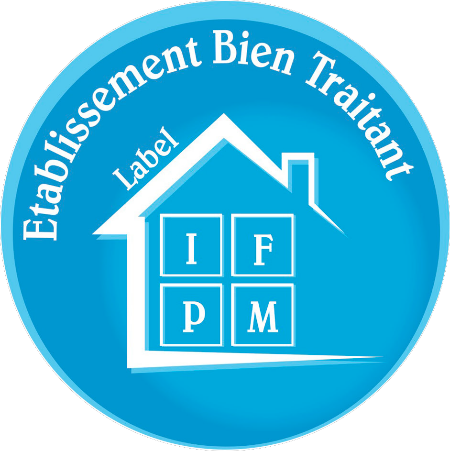 Etablissement Bien Traitant
Label
I F
P M